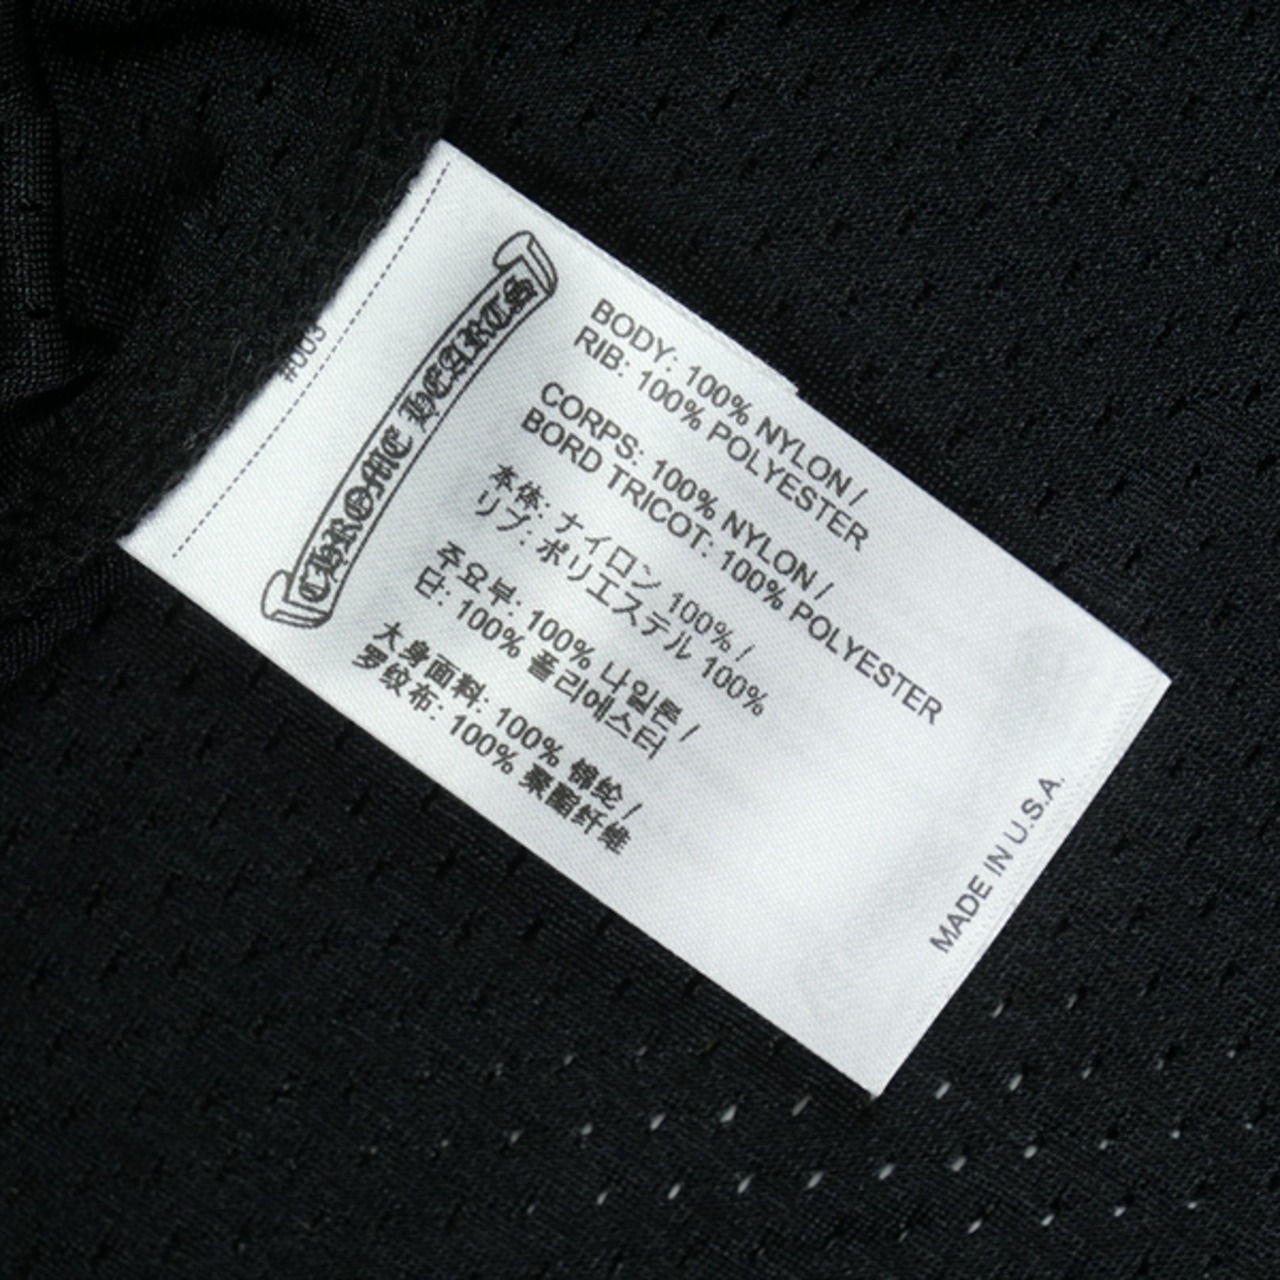 #003
CHROME HEARTS
BODY: 100% NYLON /
RIB: 100% POLYESTER
CORPS: 100% NYLON /
BORD TRICOT: 100% POLYESTER
本体: ナイロン 100% /
リブ: ポリエステル 100%
주요부: 100% 나일론 /
단: 100% 폴리에스터
大身面料: 100% 锦纶 /
罗纹布: 100% 聚酯纤维
MADE IN U.S.A.